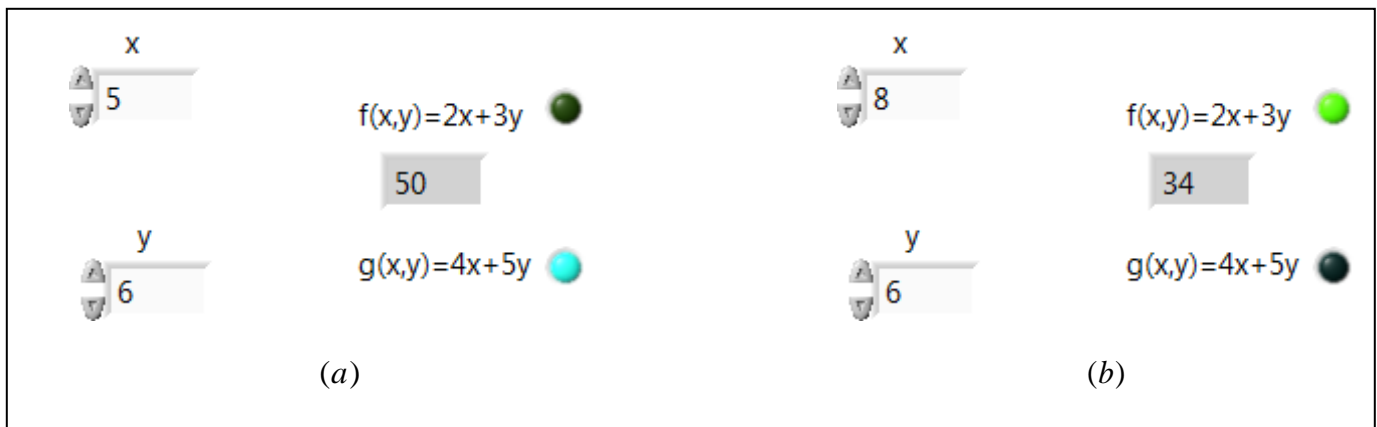 x
5
f(x,y)=2x+3y
50
y
6
g(x,y)=4x+5y
(a)
x
8
f(x,y)=2x+3y
34
y
6
g(x,y)=4x+5y
(b)